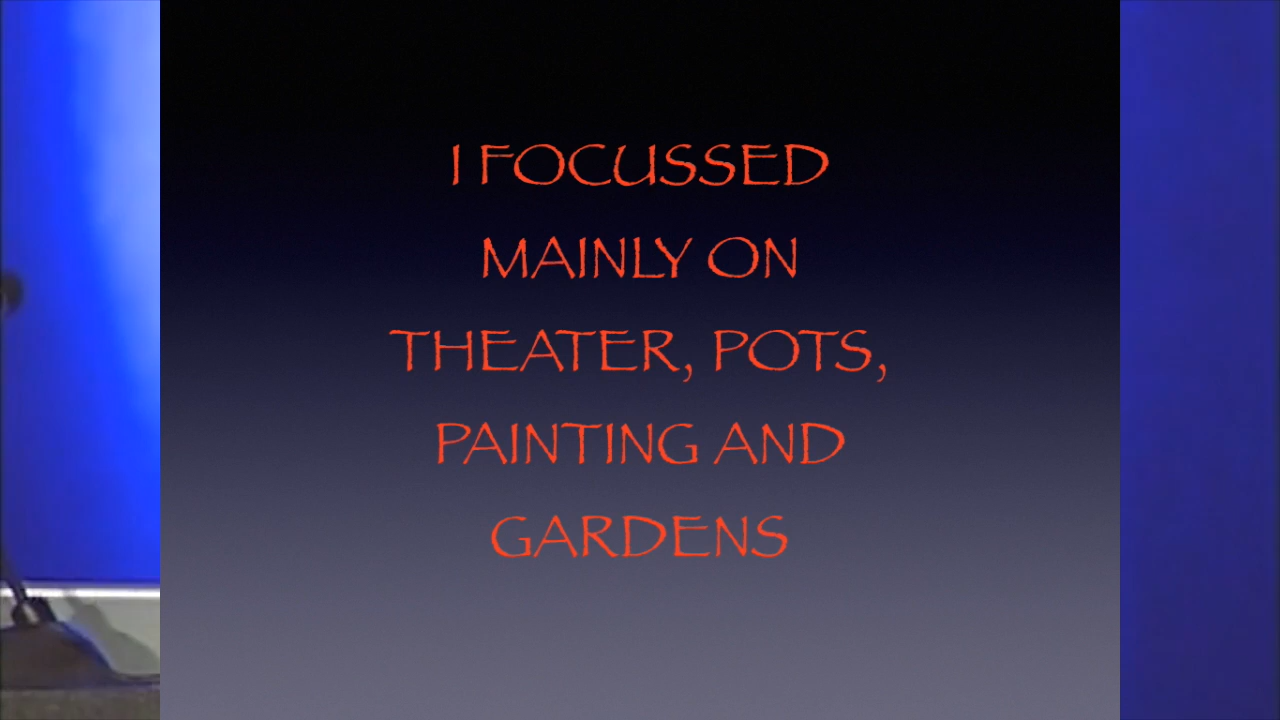 I FOCUSSED
MAINLY ON
THEATER, POTS,
PAINTING AND
GARDENS